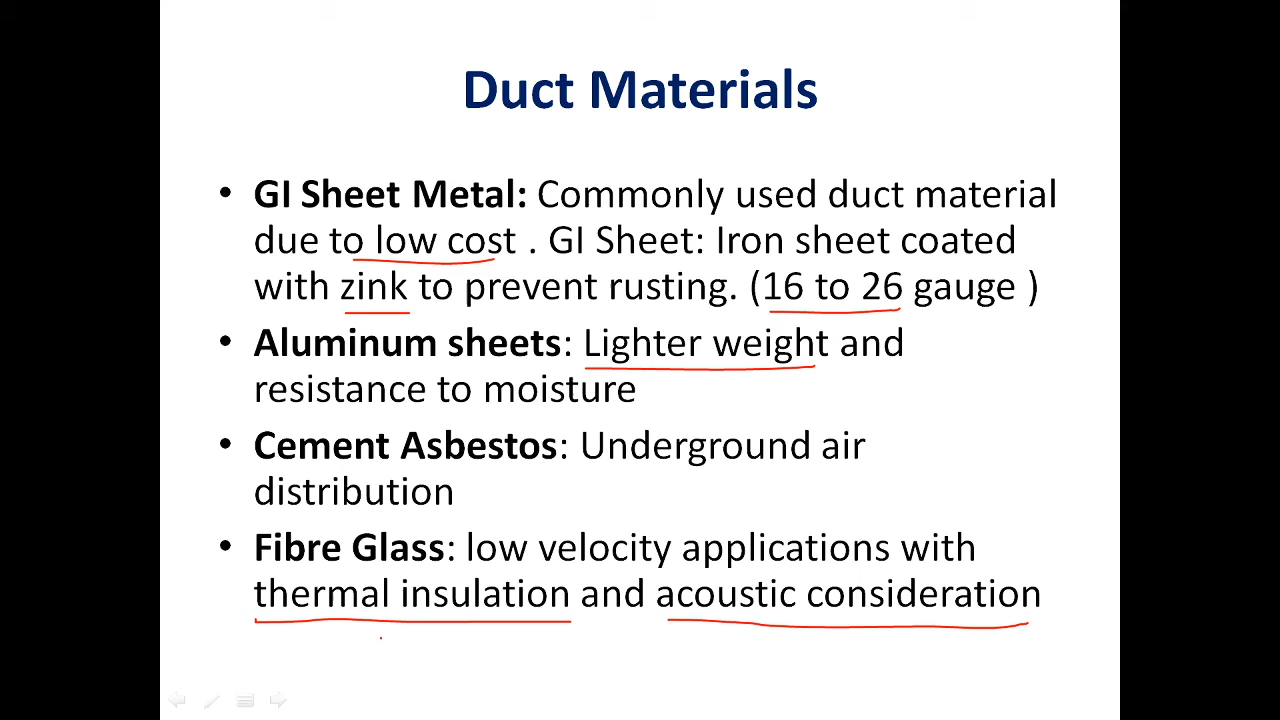 Duct Materials
• GI Sheet Metal: Commonly used duct material
due to low cost . GI Sheet: Iron sheet coated
with zink to prevent rusting. (16 to 26 gauge )
• Aluminum sheets: Lighter weight and
resistance to moisture
• Cement Asbestos: Underground air
distribution
• Fibre Glass: low velocity applications with
thermal insulation and acoustic consideration